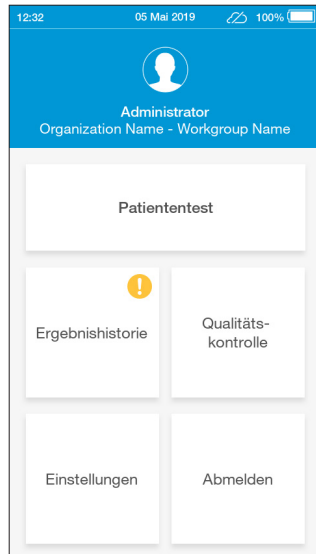 12:32 05 Mai 2019 100%
Administrator
Organization Name - Workgroup Name
Patiententest
!
Ergebnishistorie
Qualitäts-
kontrolle
Einstellungen
Abmelden